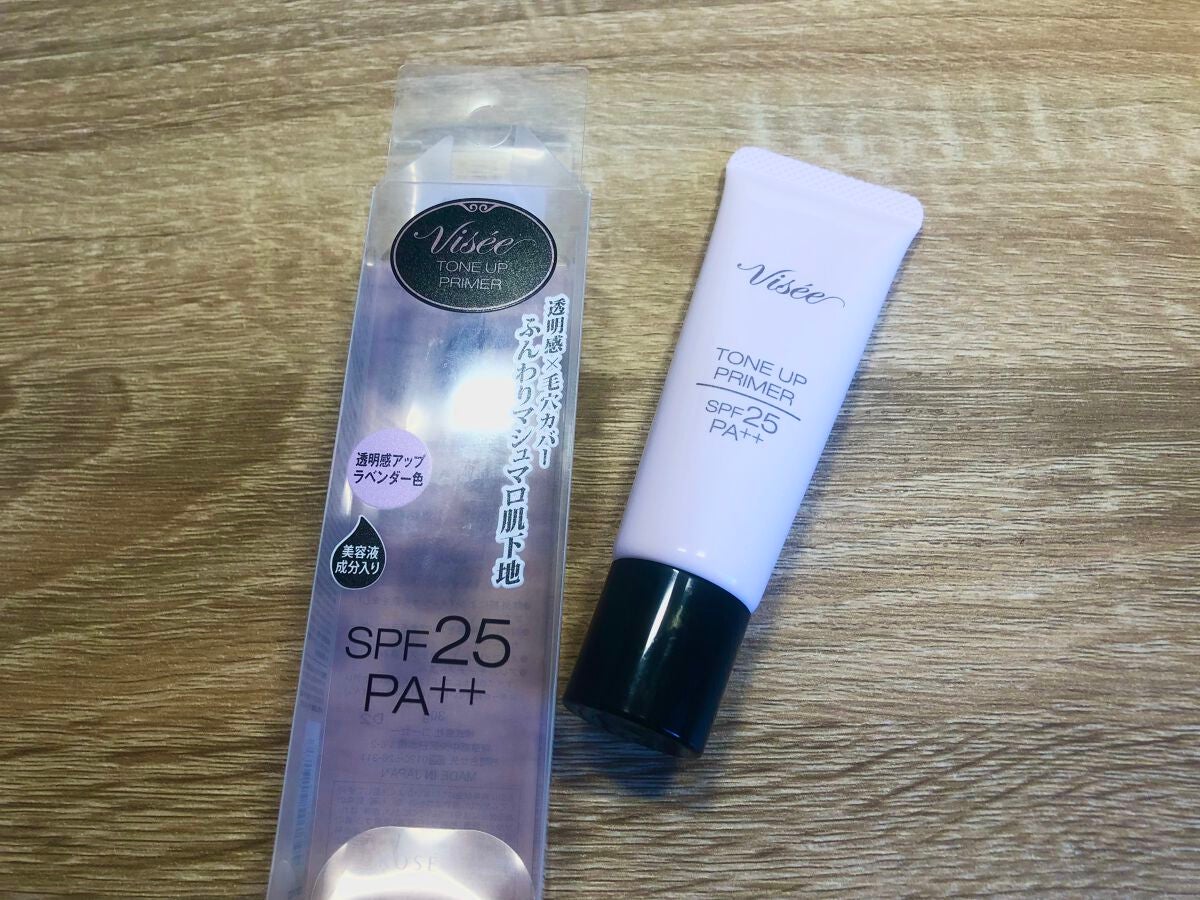 Visée
TONE UP
PRIMER
透明感×毛穴カバー
ふんわりマシュマロ肌下地
透明感アップ
ラベンダー色
美容液
成分入り
SPF25
PA++
MADE IN JAPAN
KOSÉ
Visée
TONE UP
PRIMER
SPF25
PA++